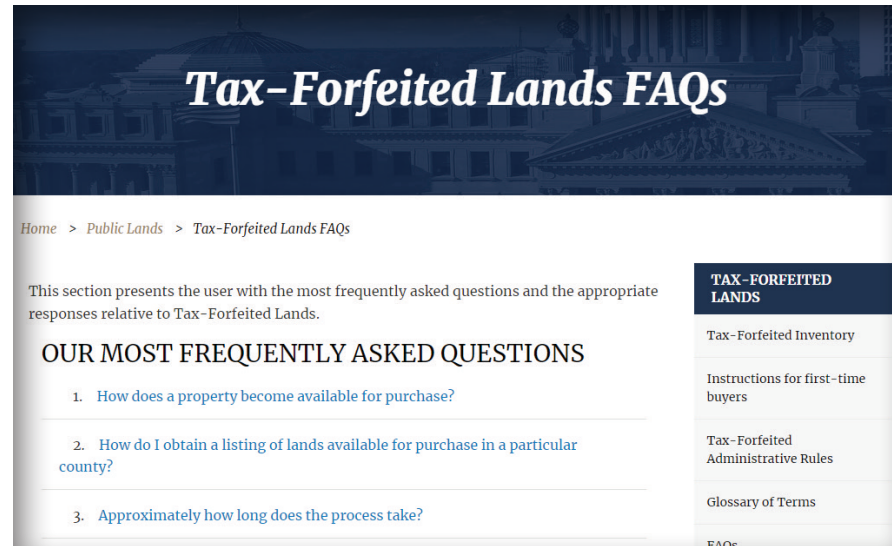 Tax-Forfeited Lands FAQs
Home > Public Lands > Tax-Forfeited Lands FAQs
This section presents the user with the most frequently asked questions and the appropriate
responses relative to Tax-Forfeited Lands.
OUR MOST FREQUENTLY ASKED QUESTIONS
1. How does a property become available for purchase?
2. How do I obtain a listing of lands available for purchase in a particular
county?
3. Approximately how long does the process take?
TAX-FORFEITED
LANDS
Tax-Forfeited Inventory
Instructions for first-time
buyers
Tax-Forfeited
Administrative Rules
Glossary of Terms
FAQs